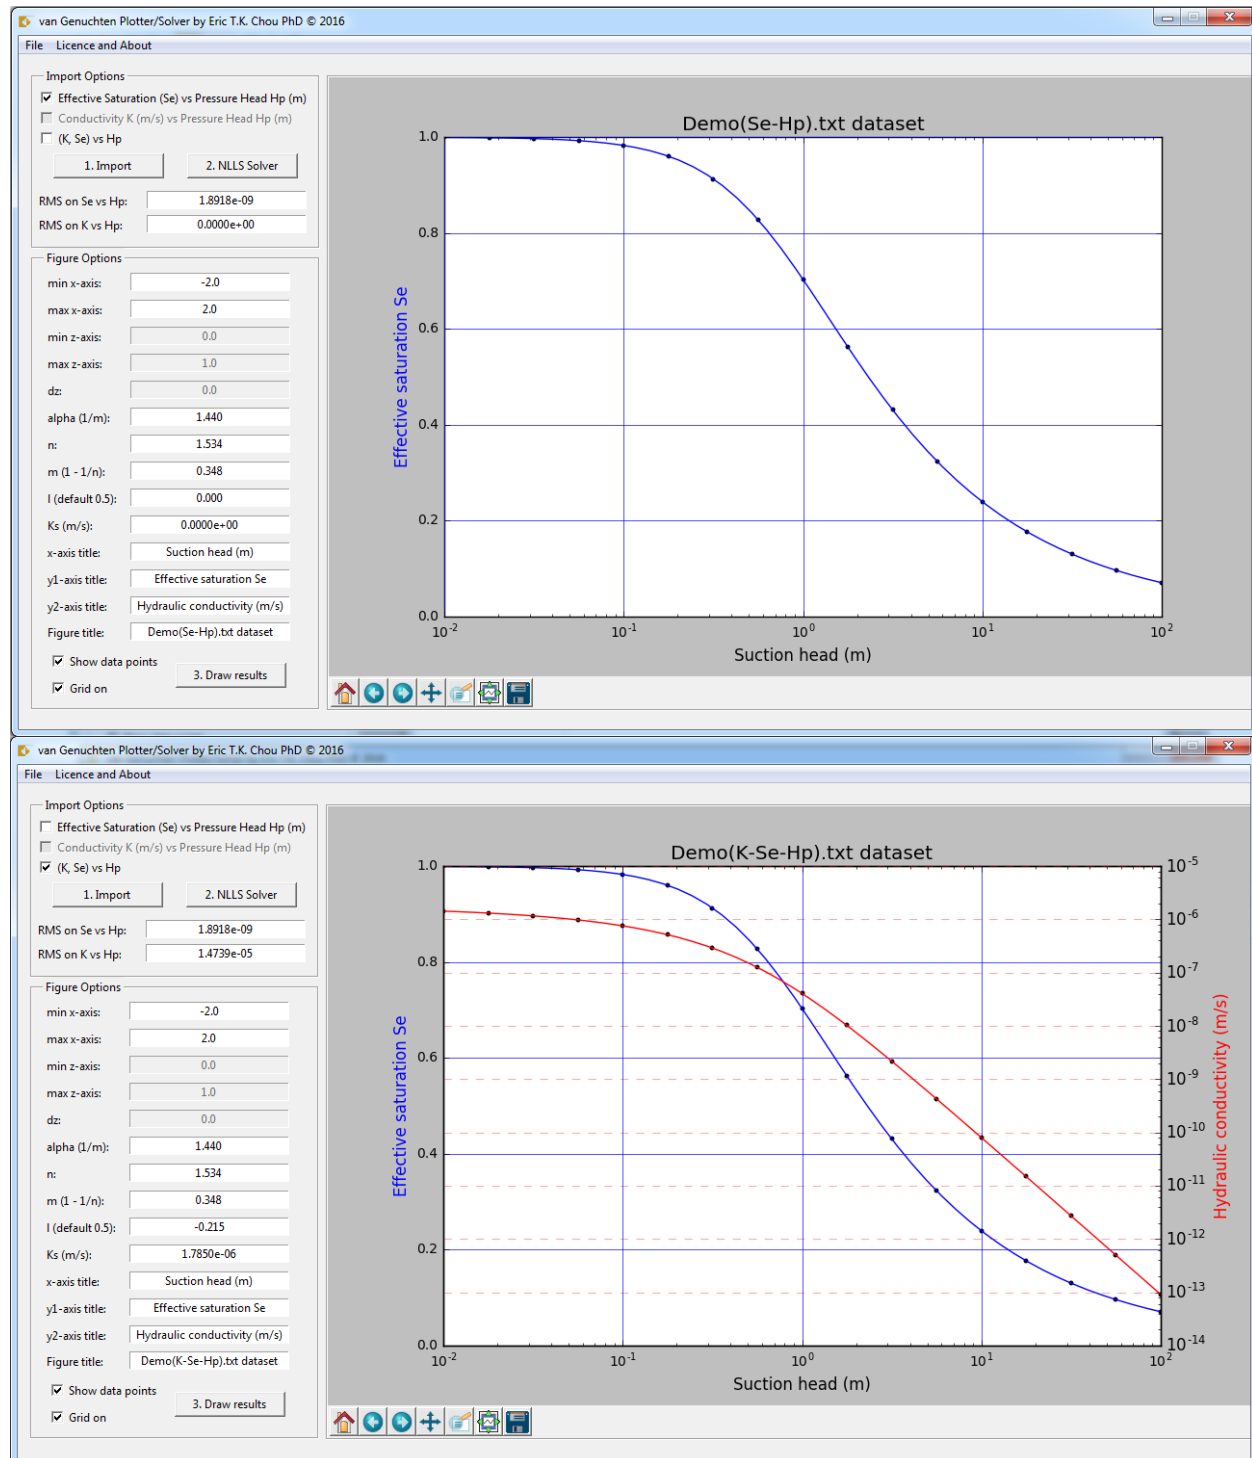 van Genuchten Plotter/Solver by Eric T.K. Chou PhD © 2016
File Licence and About
Import Options
Effective Saturation (Se) vs Pressure Head Hp (m)
Conductivity K (m/s) vs Pressure Head Hp (m)
(K, Se) vs Hp
1. Import 2. NLLS Solver
RMS on Se vs Hp: 1.8918e-09
RMS on K vs Hp: 0.0000e+00
Figure Options
min x-axis: -2.0
max x-axis: 2.0
min z-axis: 0.0
max z-axis: 1.0
dz: 0.0
alpha (1/m): 1.440
n: 1.534
m (1 - 1/n): 0.348
l (default 0.5): 0.000
Ks (m/s): 0.0000e+00
x-axis title: Suction head (m)
y1-axis title: Effective saturation Se
y2-axis title: Hydraulic conductivity (m/s)
Figure title: Demo(Se-Hp).txt dataset
Show data points
Grid on
3. Draw results
Demo(Se-Hp).txt dataset
1.0
0.8
0.6
0.4
0.2
0.0
Effective saturation Se
10^-2 10^-1 10^0 10^1 10^2
Suction head (m)
van Genuchten Plotter/Solver by Eric T.K. Chou PhD © 2016
File Licence and About
Import Options
Effective Saturation (Se) vs Pressure Head Hp (m)
Conductivity K (m/s) vs Pressure Head Hp (m)
(K, Se) vs Hp
1. Import 2. NLLS Solver
RMS on Se vs Hp: 1.8918e-09
RMS on K vs Hp: 1.4739e-05
Figure Options
min x-axis: -2.0
max x-axis: 2.0
min z-axis: 0.0
max z-axis: 1.0
dz: 0.0
alpha (1/m): 1.440
n: 1.534
m (1 - 1/n): 0.348
l (default 0.5): -0.215
Ks (m/s): 1.7850e-06
x-axis title: Suction head (m)
y1-axis title: Effective saturation Se
y2-axis title: Hydraulic conductivity (m/s)
Figure title: Demo(K-Se-Hp).txt dataset
Show data points
Grid on
3. Draw results
Demo(K-Se-Hp).txt dataset
1.0
0.8
0.6
0.4
0.2
0.0
Effective saturation Se
10^-2 10^-1 10^0 10^1 10^2
Suction head (m)
10^-5
10^-6
10^-7
10^-8
10^-9
10^-10
10^-11
10^-12
10^-13
10^-14
Hydraulic conductivity (m/s)